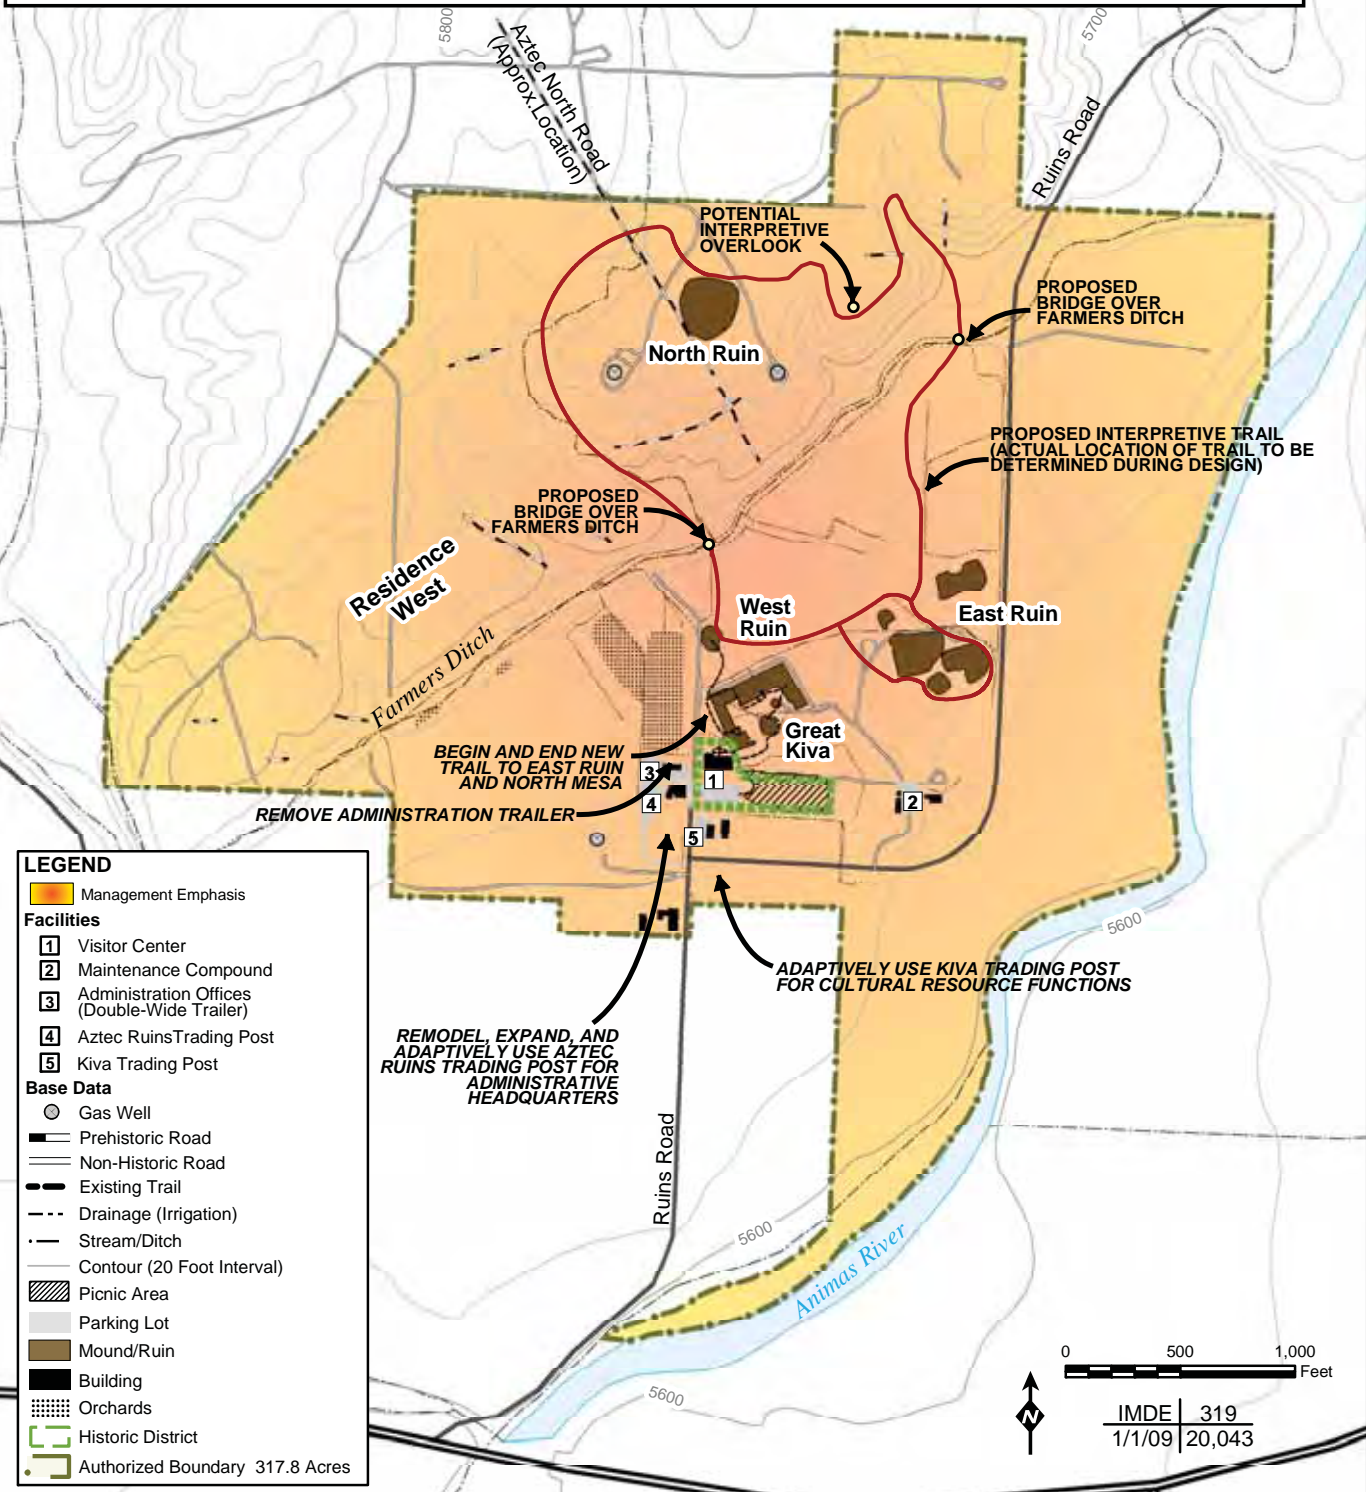 5800
5700
Aztec North Road
(Approx.Location)
Ruins Road
POTENTIAL
INTERPRETIVE
OVERLOOK
PROPOSED
BRIDGE OVER
FARMERS DITCH
North Ruin
PROPOSED INTERPRETIVE TRAIL
(ACTUAL LOCATION OF TRAIL TO BE
DETERMINED DURING DESIGN)
PROPOSED
BRIDGE OVER
FARMERS DITCH
Residence
West
West
Ruin
East Ruin
Farmers Ditch
Great
Kiva
BEGIN AND END NEW
TRAIL TO EAST RUIN
AND NORTH MESA
3
1
4
2
REMOVE ADMINISTRATION TRAILER
5
5600
ADAPTIVELY USE KIVA TRADING POST
FOR CULTURAL RESOURCE FUNCTIONS
REMODEL, EXPAND, AND
ADAPTIVELY USE AZTEC
RUINS TRADING POST FOR
ADMINISTRATIVE
HEADQUARTERS
Ruins Road
5600
Animas River
5600
LEGEND
Management Emphasis
Facilities
1 Visitor Center
2 Maintenance Compound
3 Administration Offices
(Double-Wide Trailer)
4 Aztec RuinsTrading Post
5 Kiva Trading Post
Base Data
Gas Well
Prehistoric Road
Non-Historic Road
Existing Trail
Drainage (Irrigation)
Stream/Ditch
Contour (20 Foot Interval)
Picnic Area
Parking Lot
Mound/Ruin
Building
Orchards
Historic District
Authorized Boundary 317.8 Acres
0 500 1,000
Feet
N
IMDE 319
1/1/09 20,043